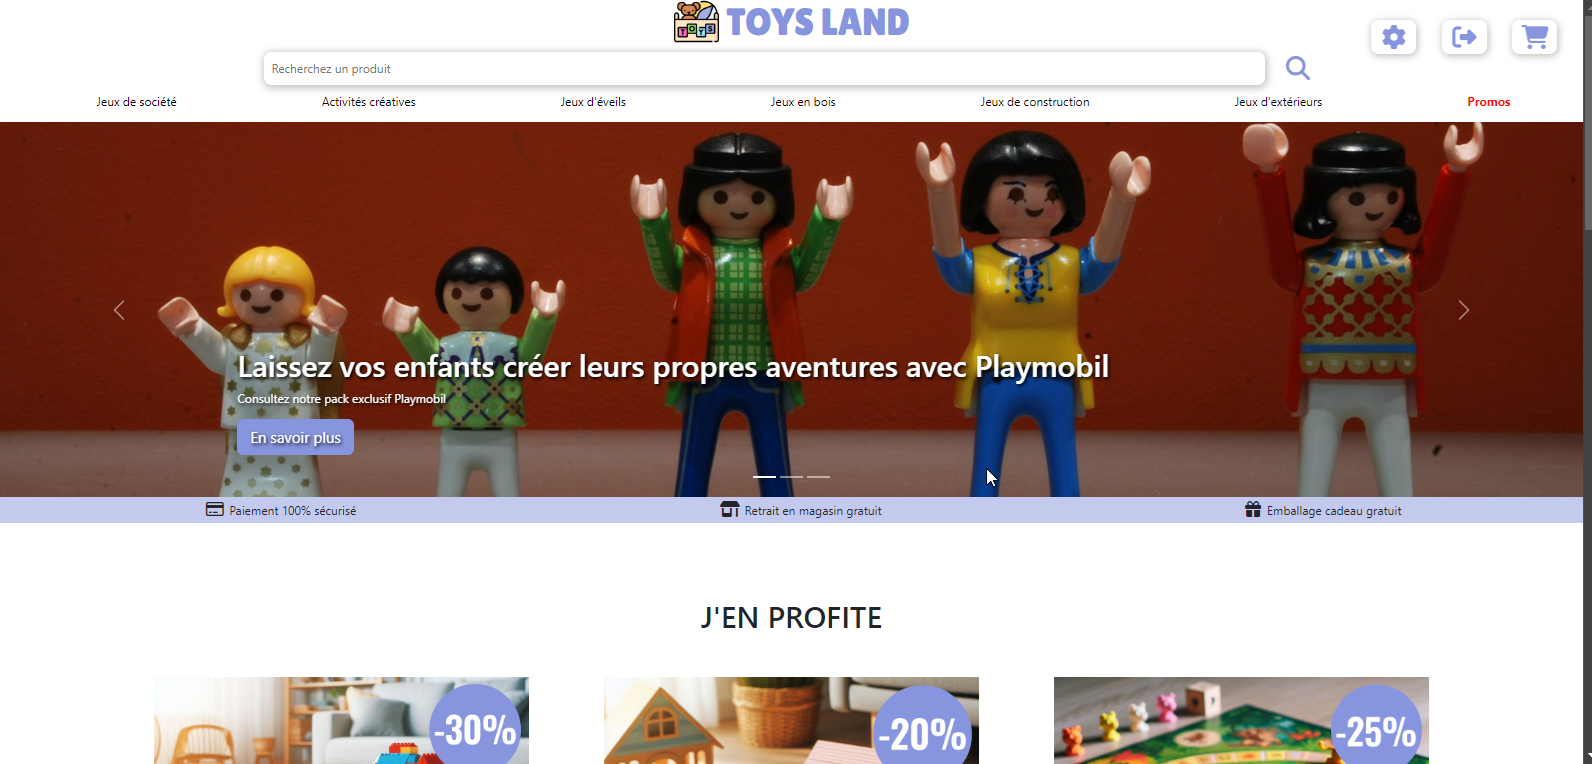 TOYS LAND
TOYS
Recherchez un produit
Jeux de société
Activités créatives
Jeux d'éveils
Jeux en bois
Jeux de construction
Jeux d'extérieurs
Promos
Laissez vos enfants créer leurs propres aventures avec Playmobil
Consultez notre pack exclusif Playmobil
En savoir plus
Paiement 100% sécurisé
Retrait en magasin gratuit
Emballage cadeau gratuit
J'EN PROFITE
-30%
-20%
-25%